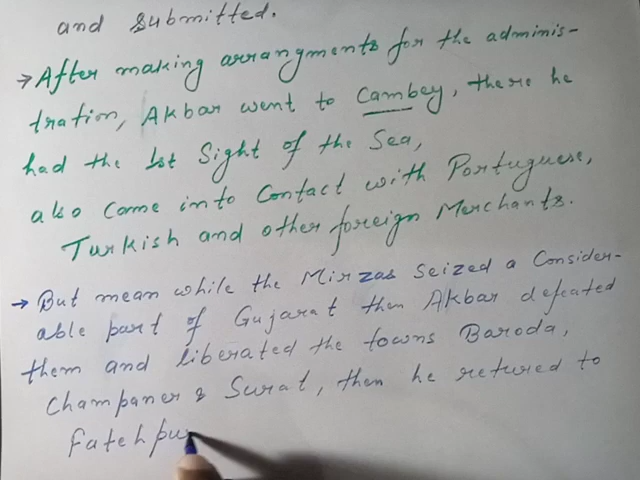 and submitted.
→ After making arrangments for the adminis-
tration, Akbar went to Cambey, there he
had the 1st Sight of the Sea,
also Come into Contact with Portuguese,
Turkish and other foreign Merchants.
→ But mean while the Mirzas Seized a Consider-
able part of Gujarat then Akbar defeated
them and liberated the towns Baroda,
Champaner & Surat, then he retured to
Fatehpu